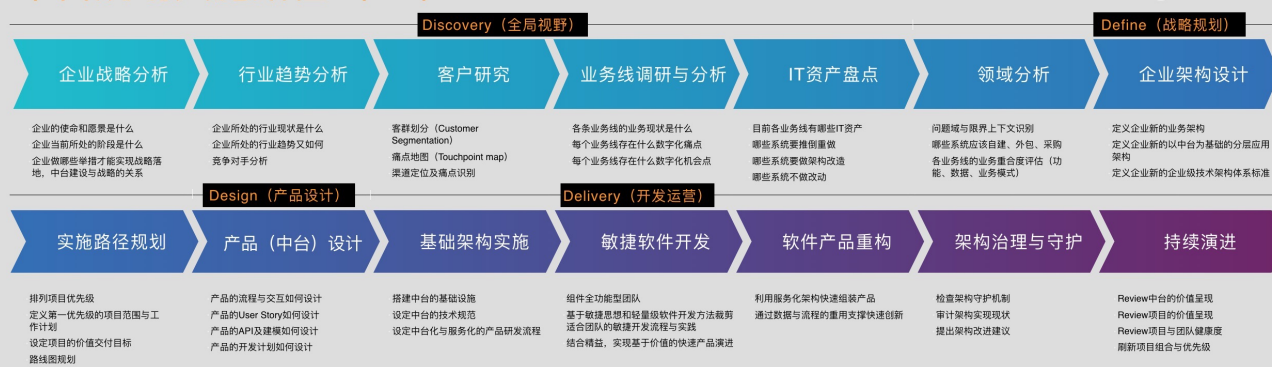 Discovery（全局视野）
Define（战略规划）
企业战略分析
行业趋势分析
客户研究
业务线调研与分析
IT资产盘点
领域分析
企业架构设计
企业的使命和愿景是什么
企业当前所处的阶段是什么
企业做哪些举措才能实现战略落
地，中台建设与战略的关系
企业所处的行业现状是什么
企业所处的行业趋势又如何
竞争对手分析
客群划分（Customer
Segmentation）
痛点地图（Touchpoint map）
渠道定位及痛点识别
各条业务线的业务现状是什么
每个业务线存在什么数字化痛点
每个业务线存在什么数字化机会点
目前各业务线有哪些IT资产
哪些系统要推倒重做
哪些系统要做架构改造
哪些系统不做改动
问题域与限界上下文识别
哪些系统应该自建、外包、采购
各业务线的业务重合度评估（功
能、数据、业务模式）
定义企业新的业务架构
定义企业新的以中台为基础的分层应用
架构
定义企业新的企业级技术架构体系标准
Design（产品设计）
Delivery（开发运营）
实施路径规划
产品（中台）设计
基础架构实施
敏捷软件开发
软件产品重构
架构治理与守护
持续演进
排列项目优先级
定义第一优先级的项目范围与工
作计划
设定项目的价值交付目标
路线图规划
产品的流程与交互如何设计
产品的User Story如何设计
产品的API及建模如何设计
产品的开发计划如何设计
搭建中台的基础设施
设定中台的技术规范
设定中台化与服务化的产品研发流程
组件全功能型团队
基于敏捷思想和轻量级软件开发方法裁剪
适合团队的敏捷开发流程与实践
结合精益，实现基于价值的快速产品演进
利用服务化架构快速组装产品
通过数据与流程的重用支撑快速创新
检查架构守护机制
审计架构实现现状
提出架构改进建议
Review中台的价值呈现
Review项目的价值呈现
Review项目与团队健康度
刷新项目组合与优先级